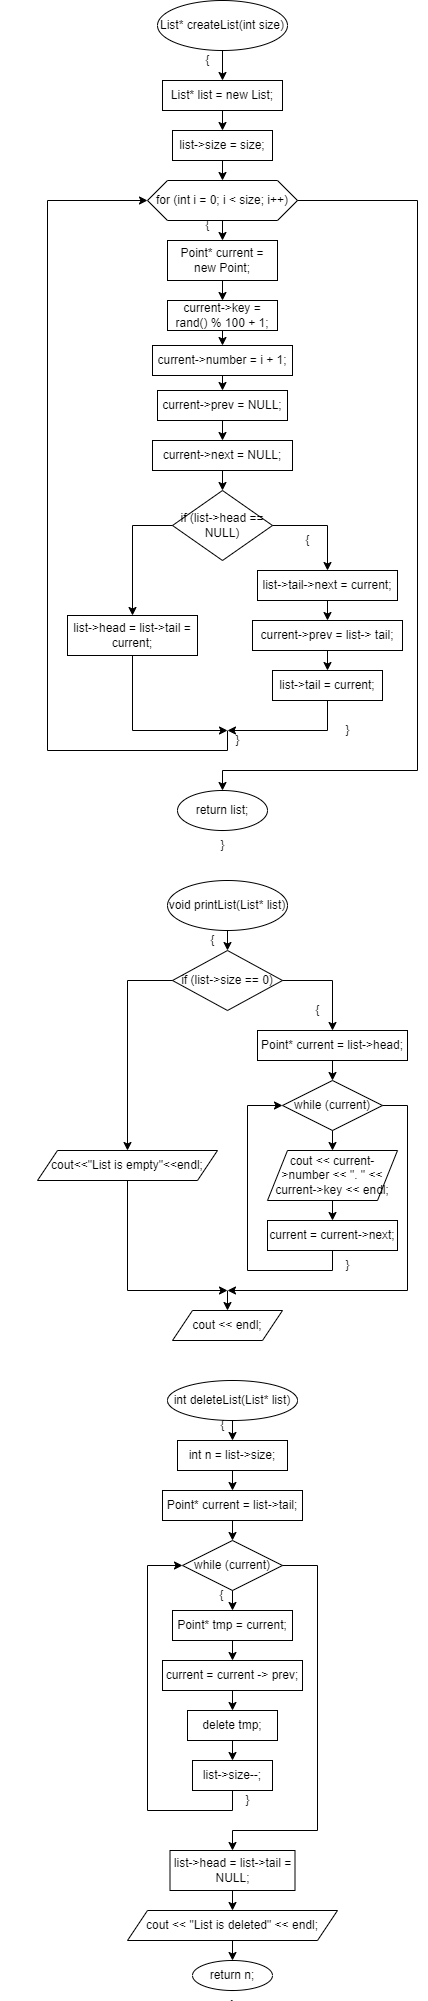 List* createList(int size)
{
List* list = new List;
list->size = size;
for (int i = 0; i < size; i++)
{
Point* current =
new Point;
current->key =
rand() % 100 + 1;
current->number = i + 1;
current->prev = NULL;
current->next = NULL;
if (list->head ==
NULL)
{
list->head = list->tail =
current;
list->tail->next = current;
current->prev = list-> tail;
list->tail = current;
}
}
return list;
}
void printList(List* list)
{
if (list->size == 0)
{
Point* current = list->head;
while (current)
cout<<"List is empty"<<endl;
cout << current-
>number << ". " <<
current->key << endl;
current = current->next;
}
cout << endl;
int deleteList(List* list)
{
int n = list->size;
Point* current = list->tail;
while (current)
{
Point* tmp = current;
current = current -> prev;
delete tmp;
list->size--;
}
list->head = list->tail =
NULL;
cout << "List is deleted" << endl;
return n;